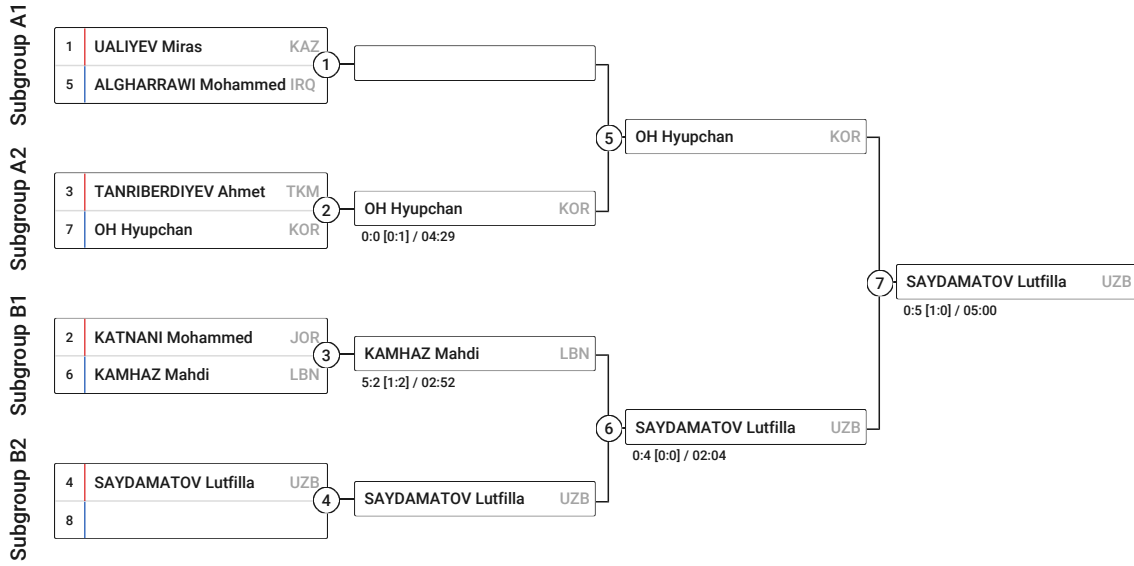 Subgroup A1
1 UALIYEV Miras KAZ
5 ALGHARRAWI Mohammed IRQ
1
Subgroup A2
3 TANRIBERDIYEV Ahmet TKM
7 OH Hyupchan KOR
2
OH Hyupchan KOR
0:0 [0:1] / 04:29
5
OH Hyupchan KOR
Subgroup B1
2 KATNANI Mohammed JOR
6 KAMHAZ Mahdi LBN
3
KAMHAZ Mahdi LBN
5:2 [1:2] / 02:52
Subgroup B2
4 SAYDAMATOV Lutfilla UZB
8
4
SAYDAMATOV Lutfilla UZB
6
SAYDAMATOV Lutfilla UZB
0:4 [0:0] / 02:04
7
SAYDAMATOV Lutfilla UZB
0:5 [1:0] / 05:00